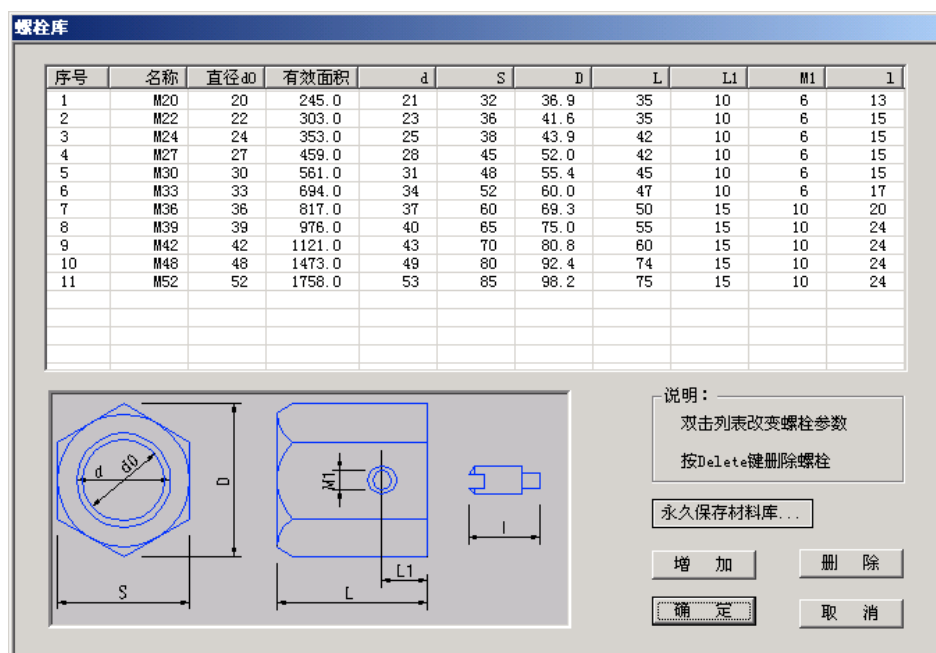 螺栓库
序号 名称 直径d0 有效面积 d S D L L1 M1 l
1 M20 20 245.0 21 32 36.9 35 10 6 13
2 M22 22 303.0 23 36 41.6 35 10 6 15
3 M24 24 353.0 25 38 43.9 42 10 6 15
4 M27 27 459.0 28 45 52.0 42 10 6 15
5 M30 30 561.0 31 48 55.4 45 10 6 15
6 M33 33 694.0 34 52 60.0 47 10 6 17
7 M36 36 817.0 37 60 69.3 50 15 10 20
8 M39 39 976.0 40 65 75.0 55 15 10 24
9 M42 42 1121.0 43 70 80.8 60 15 10 24
10 M48 48 1473.0 49 80 92.4 74 15 10 24
11 M52 52 1758.0 53 85 98.2 75 15 10 24
d d0 D M1 l
L1
S L
说明：
双击列表改变螺栓参数
按Delete键删除螺栓
永久保存材料库...
增 加 删 除
确 定 取 消